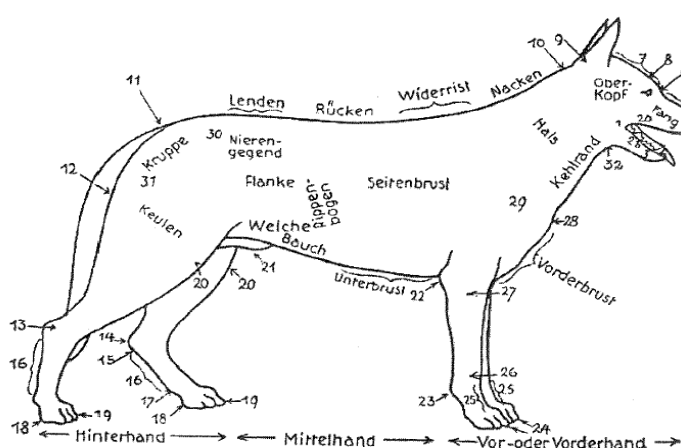 9
10
7
8
11
Lenden
Rücken
Widerrist
Nacken
Ober-
Kopf
Fang
20
30
Nieren-
gegend
Hals
Kehlrand
32
12
Kruppe
31
Flanke
Rippen-
bogen
Seitenbrust
29
28
Keulen
Welche
Bauch
20
20
21
Unterbrust
22
Vorderbrust
27
13
14
15
16
16
17
18
19
18
19
26
25
25
23
24
Hinterhand
Mittelhand
Vor- oder Vorderhand